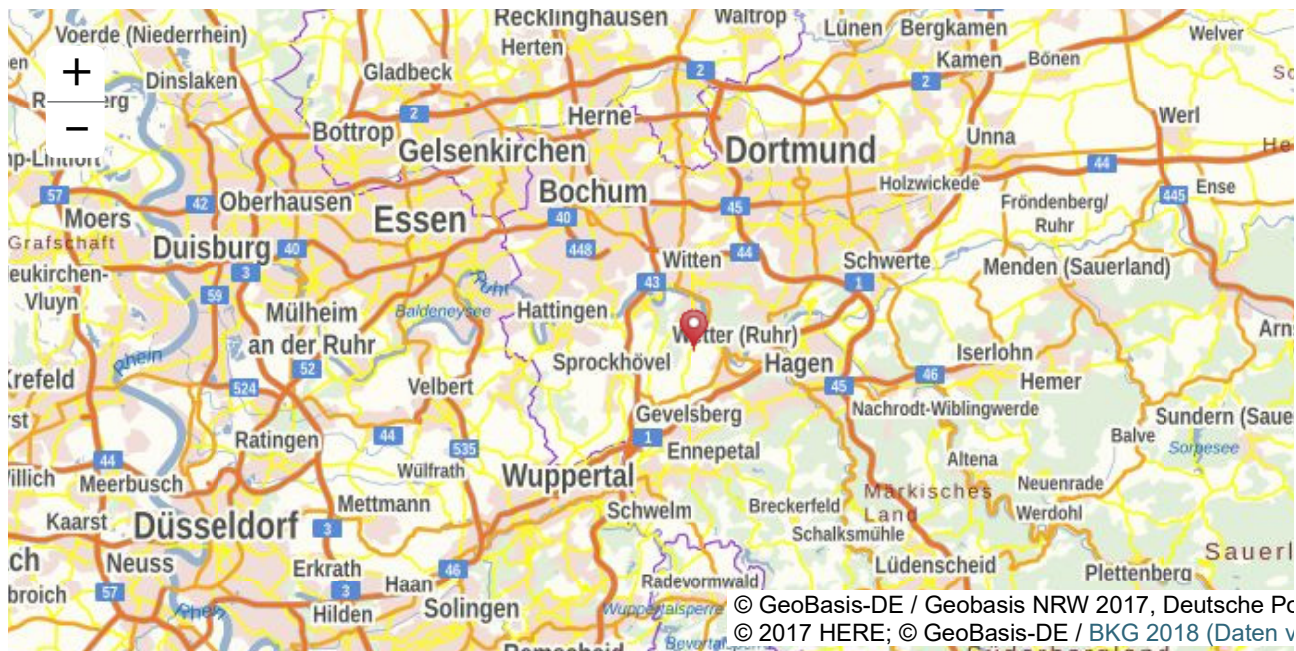 Recklinghausen
Waltrop
Lünen
Bergkamen
Voerde (Niederrhein)
Welver
Herten
Kamen
Bönen
+
Gladbeck
2
Dinslaken
2
−
2
Herne
Werl
Bottrop
Unna
Gelsenkirchen
Dortmund
44
57
42
Oberhausen
Bochum
Holzwickede
445
Ense
Moers
Essen
40
45
Fröndenberg/
Ruhr
Grafschaft
Duisburg
40
448
Witten
44
Schwerte
Menden (Sauerland)
3
eukirchen-
Vluyn
59
Ruhr
43
1
Mülheim
an der Ruhr
Baldeneysee
Hattingen
Wetter (Ruhr)
Rhein
52
Sprockhövel
Hagen
Iserlohn
Krefeld
524
Velbert
45
46
Hemer
Gevelsberg
Nachrodt-Wiblingwerde
Sundern (Saue
Ratingen
44
535
1
Ennepetal
Balve
Sorpesee
44
Meerbusch
Wülfrath
Wuppertal
Altena
Neuenrade
Mettmann
Märkisches
Land
Breckerfeld
Werdohl
Kaarst
Düsseldorf
3
Schwelm
Schalksmühle
Sauerl
Neuss
Erkrath
46
Lüdenscheid
Plettenberg
57
Rhein
3
Haan
Radevormwald
Hilden
Solingen
Wuppertalsperre
© GeoBasis-DE / Geobasis NRW 2017, Deutsche Po
© 2017 HERE; © GeoBasis-DE / BKG 2018 (Daten v